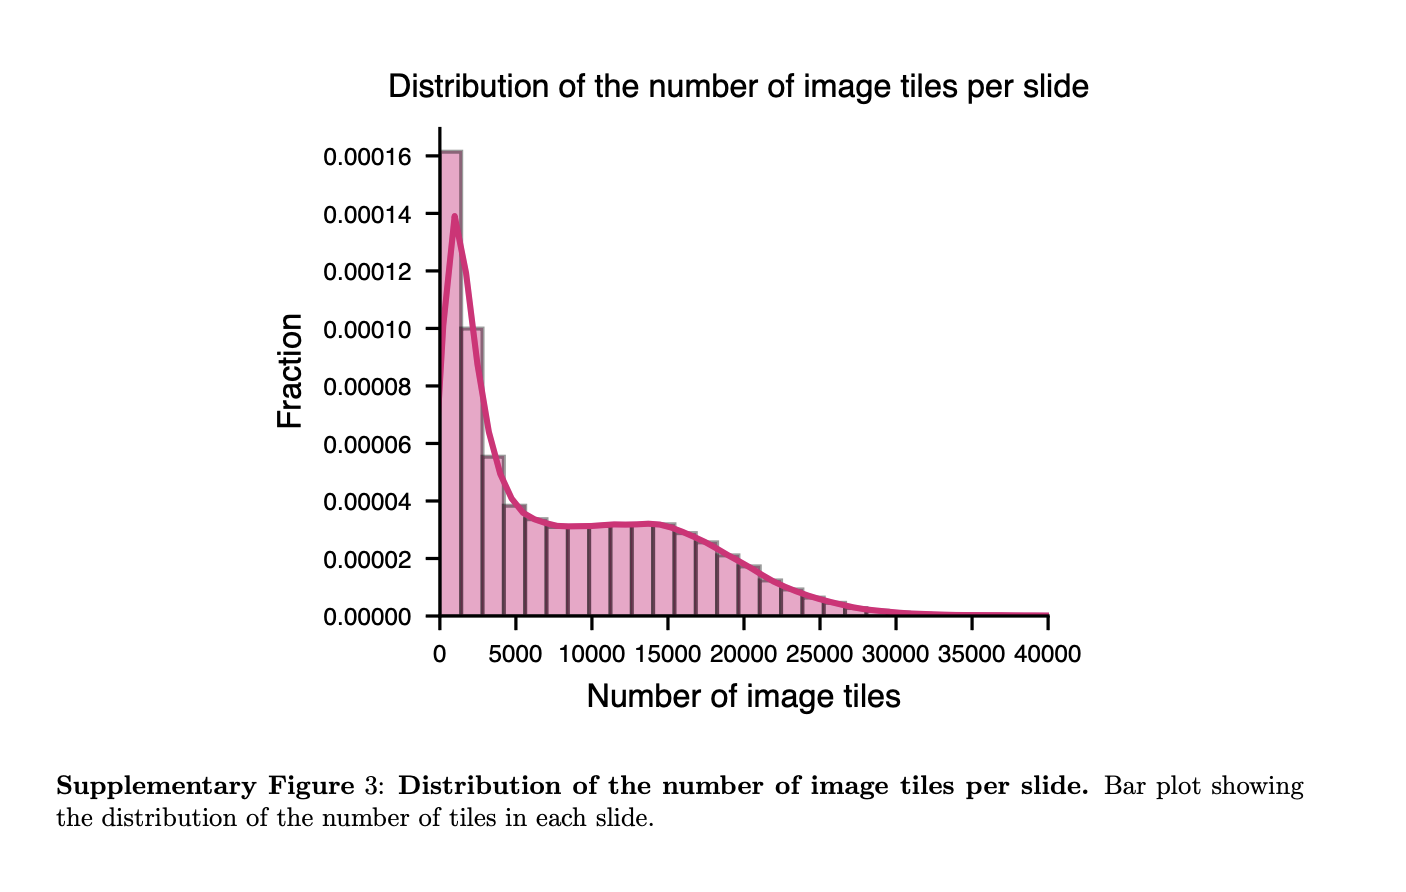 Distribution of the number of image tiles per slide
0.00016
0.00014
0.00012
0.00010
0.00008
0.00006
0.00004
0.00002
0.00000
Fraction
0 5000 10000 15000 20000 25000 30000 35000 40000
Number of image tiles
Supplementary Figure 3: Distribution of the number of image tiles per slide. Bar plot showing
the distribution of the number of tiles in each slide.